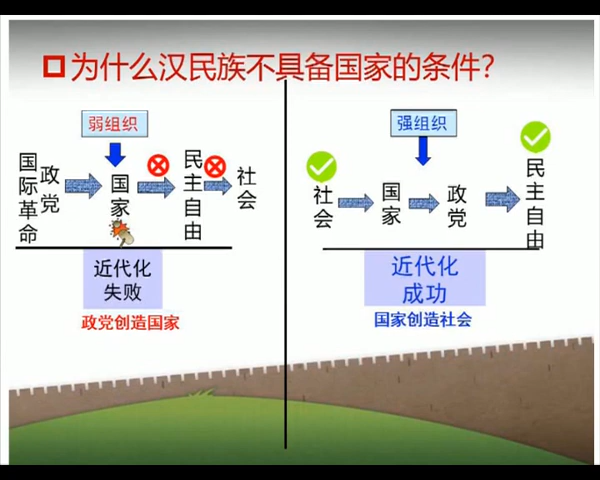 为什么汉民族不具备国家的条件?
弱组织
国际革命
政党
国家
民主自由
社会
近代化
失败
政党创造国家
强组织
社会
国家
政党
民主自由
近代化
成功
国家创造社会